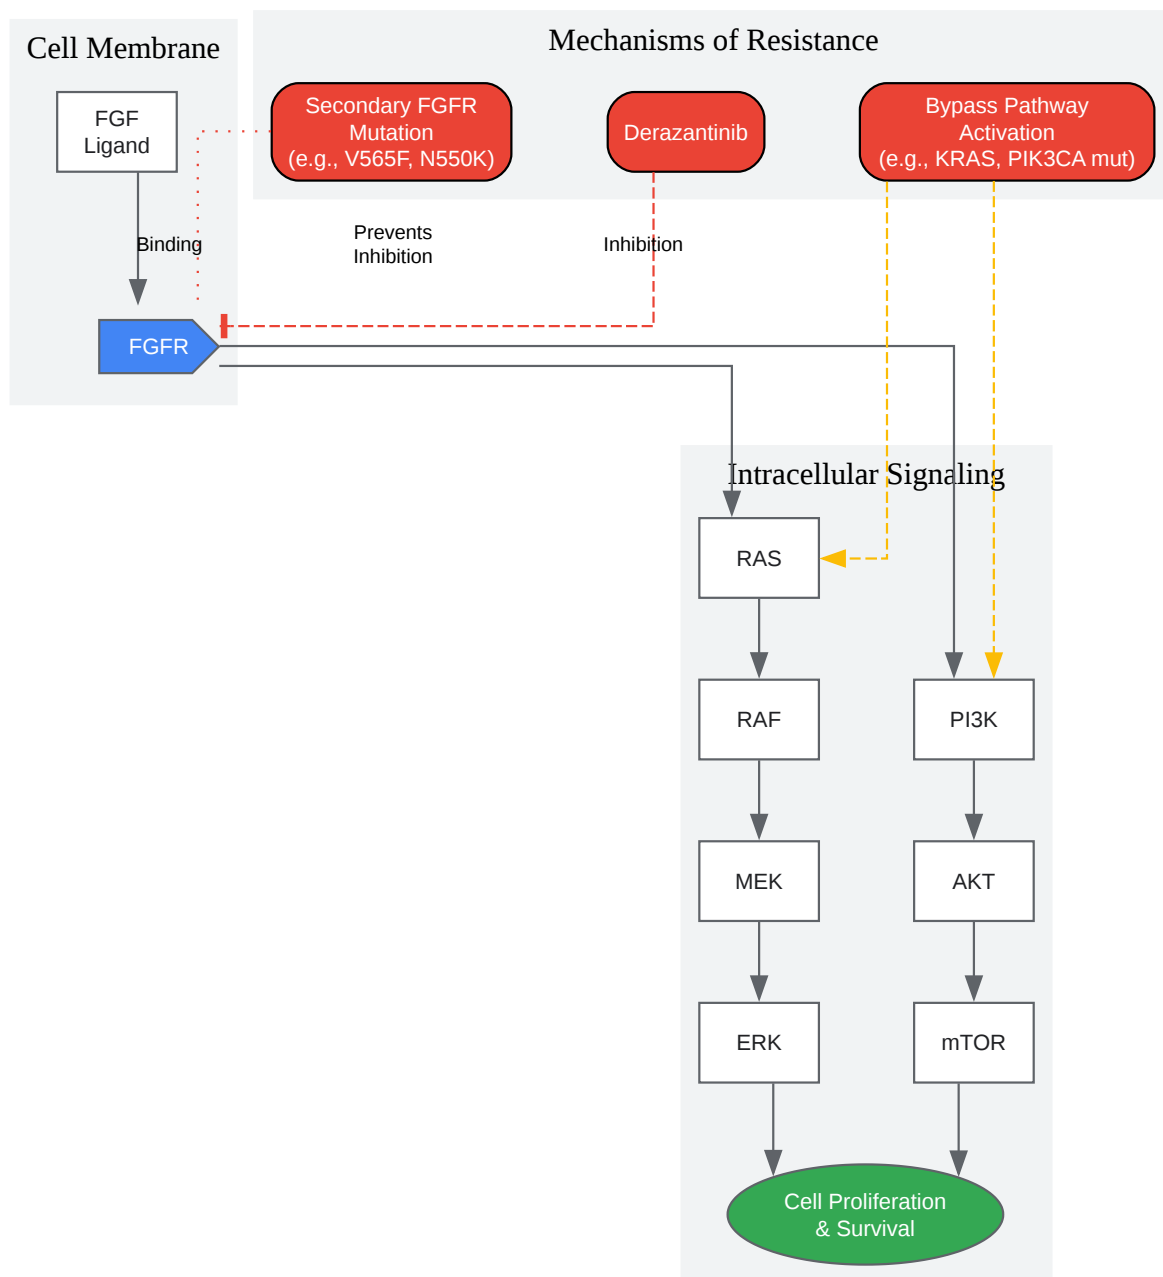 Cell Membrane
Mechanisms of Resistance
FGF
Ligand
Secondary FGFR
Mutation
(e.g., V565F, N550K)
Derazantinib
Bypass Pathway
Activation
(e.g., KRAS, PIK3CA mut)
Binding
Prevents
Inhibition
Inhibition
FGFR
Intracellular Signaling
RAS
RAF
PI3K
MEK
AKT
ERK
mTOR
Cell Proliferation
& Survival